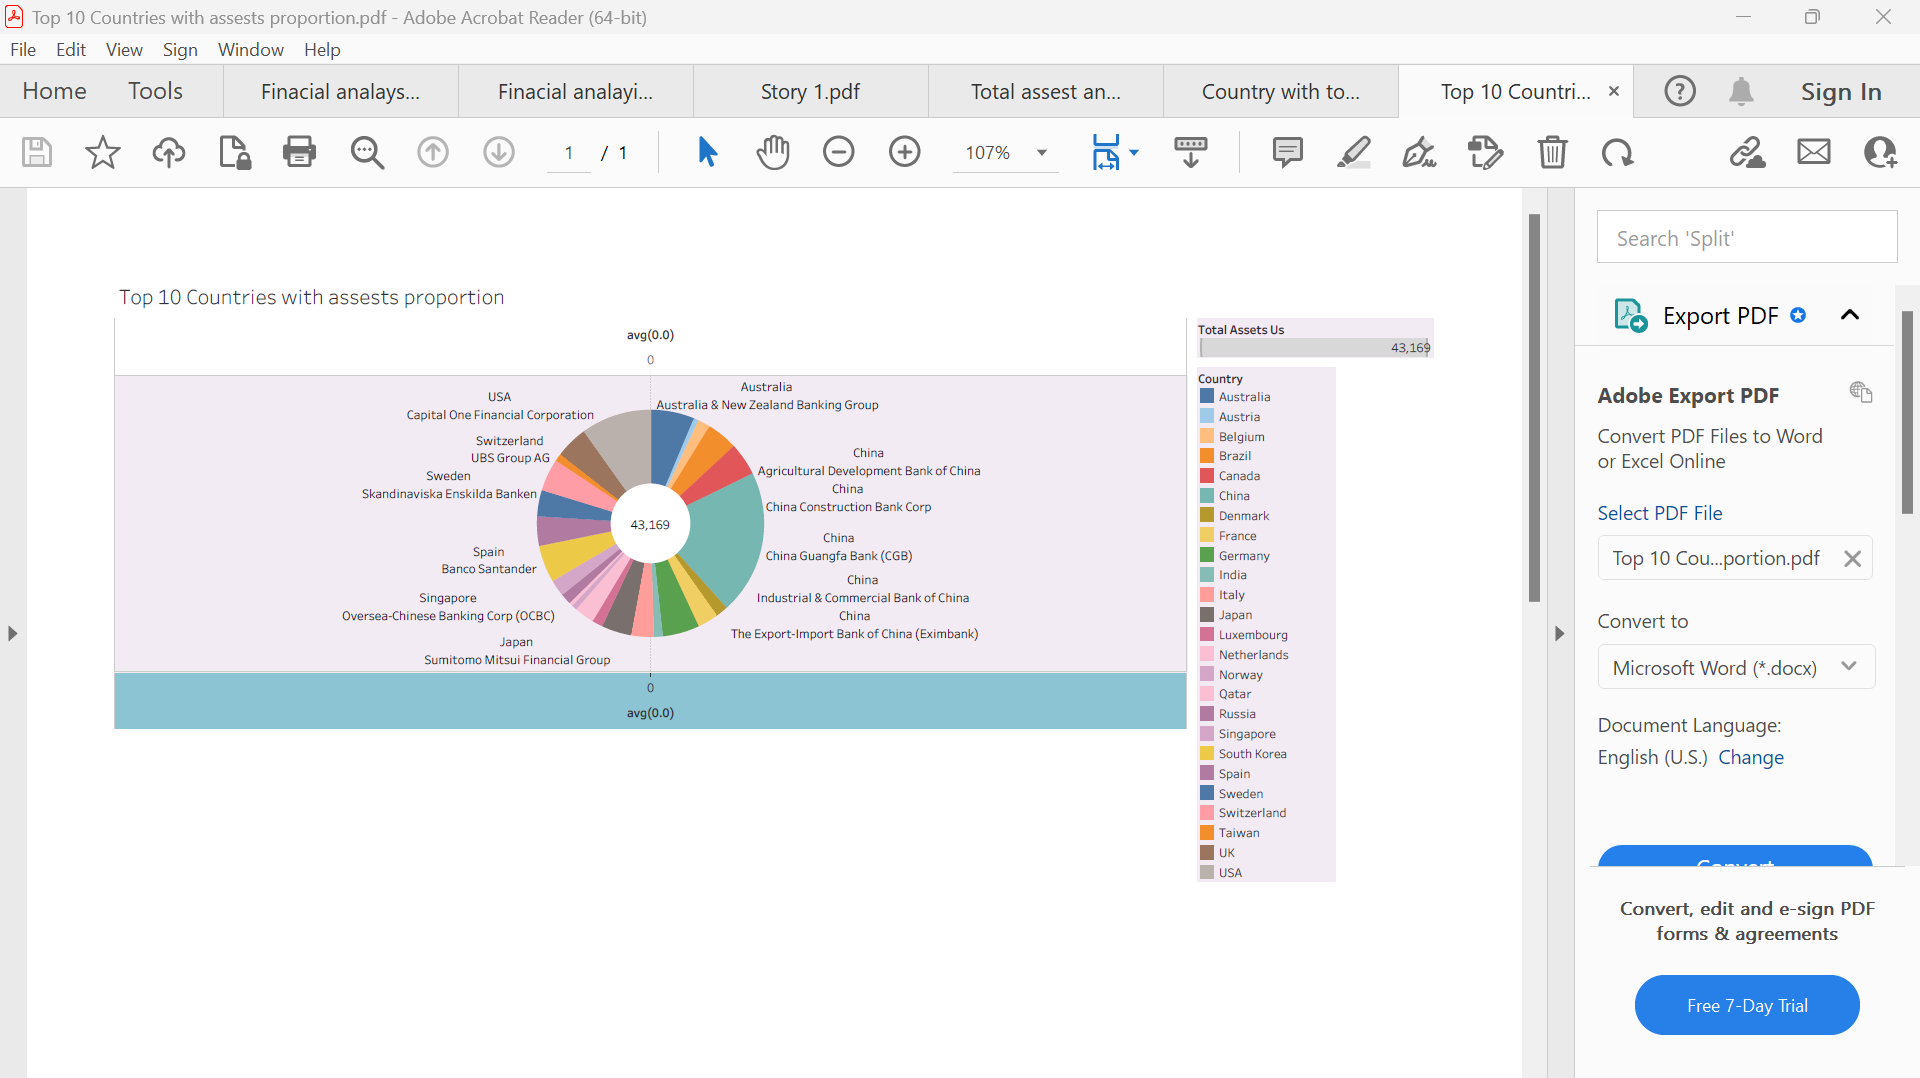 Top 10 Countries with assests proportion.pdf - Adobe Acrobat Reader (64-bit)
File Edit View Sign Window Help
Home Tools Finacial analays... Finacial analayi... Story 1.pdf Total assest an... Country with to... Top 10 Countri... Sign In
1 / 1 107%
Top 10 Countries with assests proportion
avg(0.0)
0
USA
Capital One Financial Corporation
Australia
Australia & New Zealand Banking Group
Switzerland
UBS Group AG
Sweden
Skandinaviska Enskilda Banken
China
Agricultural Development Bank of China
China
China Construction Bank Corp
43,169
China
China Guangfa Bank (CGB)
Spain
Banco Santander
China
Industrial & Commercial Bank of China
Singapore
Oversea-Chinese Banking Corp (OCBC)
China
The Export-Import Bank of China (Eximbank)
Japan
Sumitomo Mitsui Financial Group
0
avg(0.0)
Total Assets Us
43,169
Country
Australia
Austria
Belgium
Brazil
Canada
China
Denmark
France
Germany
India
Italy
Japan
Luxembourg
Netherlands
Norway
Qatar
Russia
Singapore
South Korea
Spain
Sweden
Switzerland
Taiwan
UK
USA
Search 'Split'
Export PDF
Adobe Export PDF
Convert PDF Files to Word
or Excel Online
Select PDF File
Top 10 Cou...portion.pdf
Convert to
Microsoft Word (*.docx)
Document Language:
English (U.S.) Change
Convert
Convert, edit and e-sign PDF
forms & agreements
Free 7-Day Trial